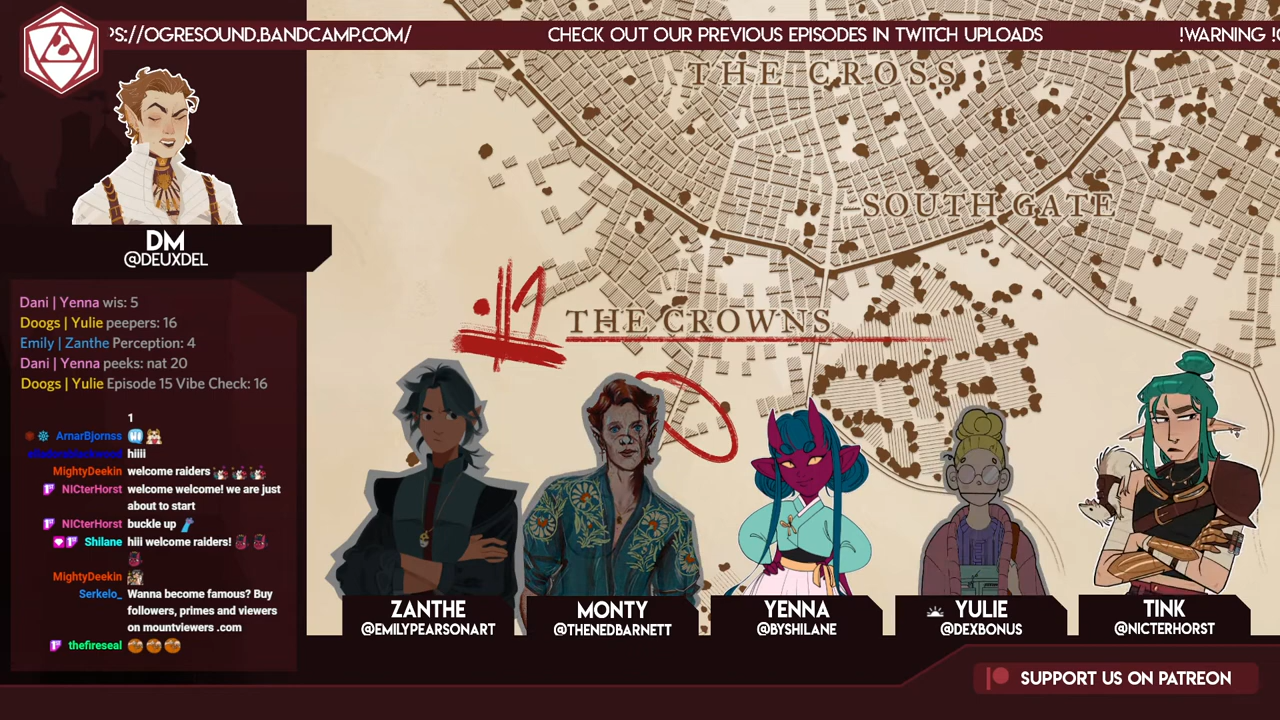 PS://OGRESOUND.BANDCAMP.COM/
CHECK OUT OUR PREVIOUS EPISODES IN TWITCH UPLOADS
!WARNING
THE CROSS
SOUTH GATE
THE CROWNS
DM
@DEUXDEL
Dani | Yenna wis: 5
Doogs | Yulie peepers: 16
Emily | Zanthe Perception: 4
Dani | Yenna peeks: nat 20
Doogs | Yulie Episode 15 Vibe Check: 16
1
ArnarBjornss
hiiii
MightyDeekin welcome raiders
NICterHorst welcome welcome! we are just
about to start
NICterHorst buckle up
Shilane hiii welcome raiders!
MightyDeekin
Serkelo_ Wanna become famous? Buy
followers, primes and viewers
on mountviewers .com
thefireseal
ZANTHE
@EMILYPEARSONART
MONTY
@THENEDBARNETT
YENNA
@BYSHILANE
YULIE
@DEXBONUS
TINK
@NICTERHORST
SUPPORT US ON PATREON